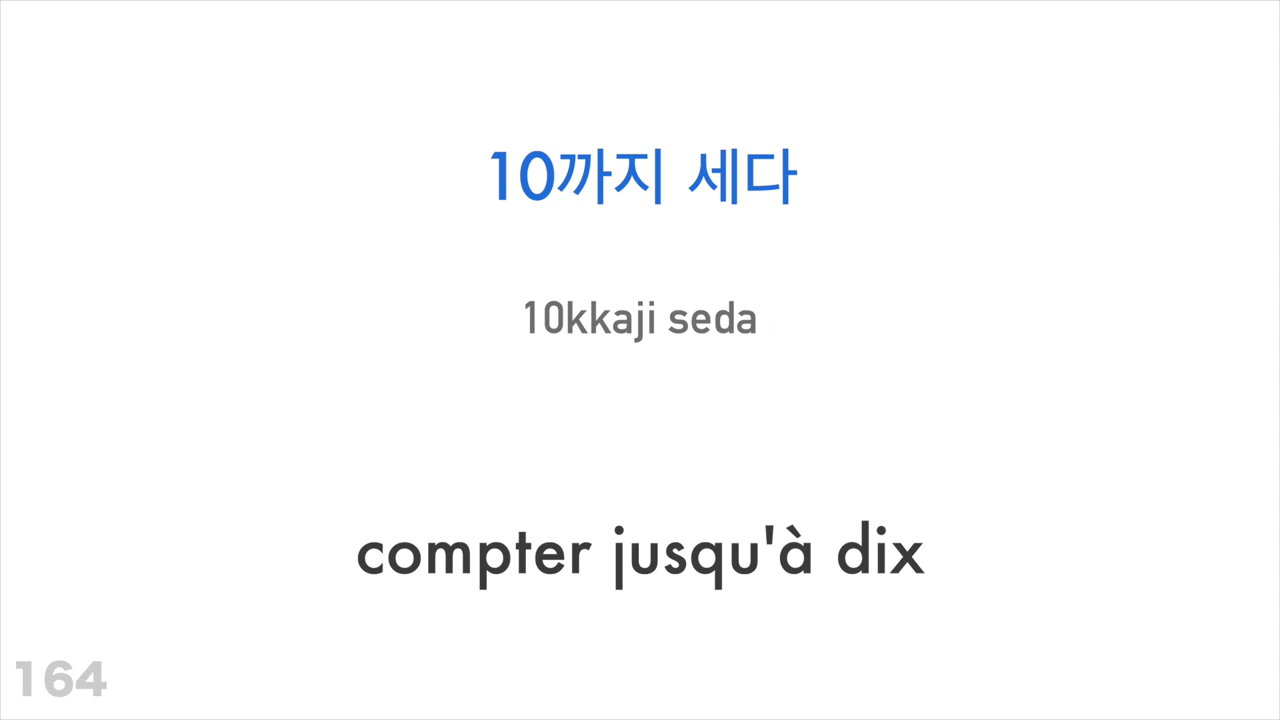 10까지 세다
10kkaji seda
compter jusqu'à dix
164